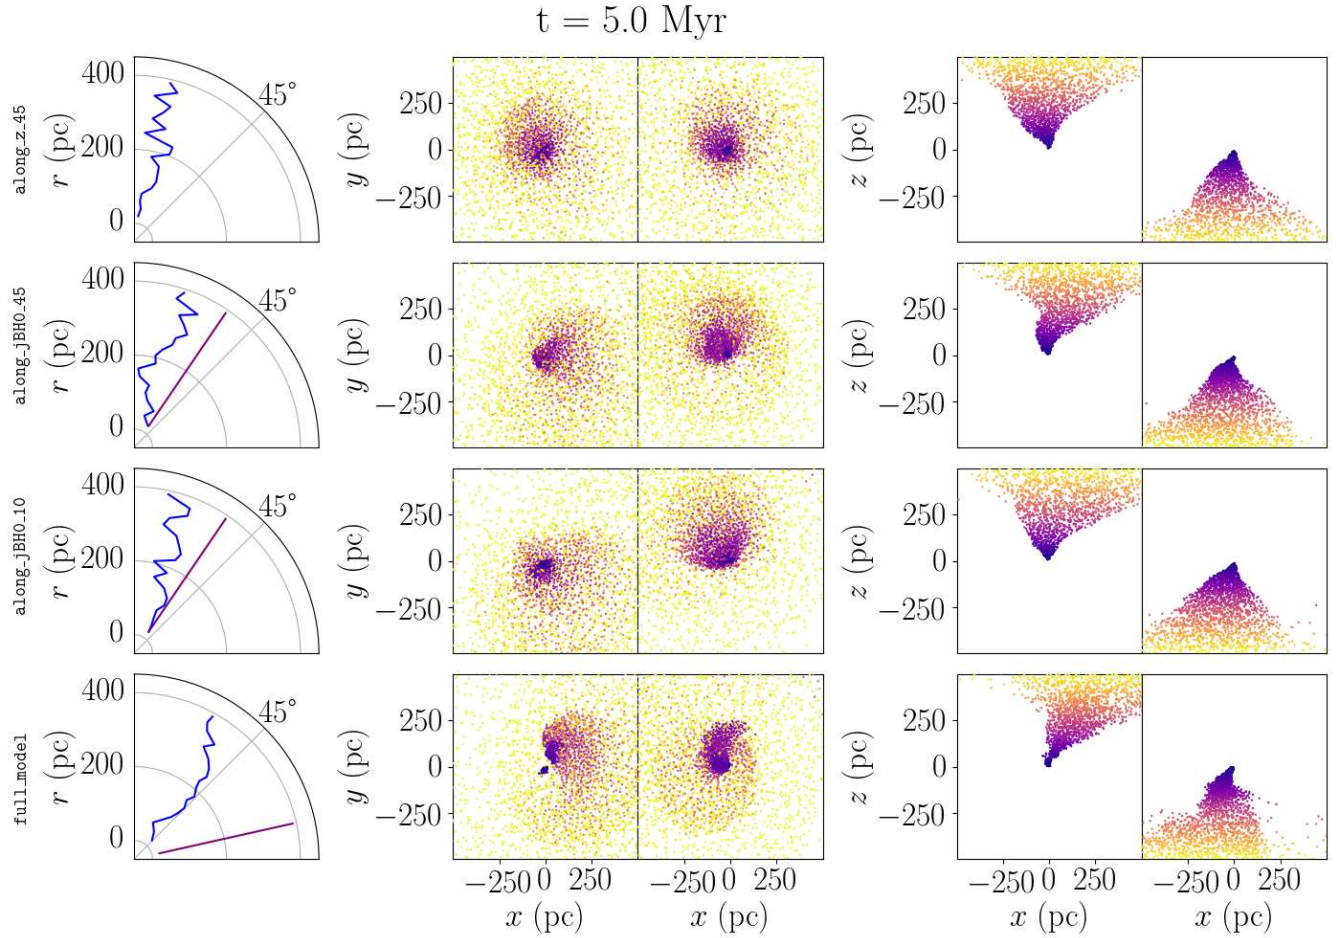 t = 5.0 Myr
along_z_45
r (pc)
400
200
0
45°
y (pc)
250
0
−250
z (pc)
250
0
−250
along_jBH0_45
r (pc)
400
200
0
45°
y (pc)
250
0
−250
z (pc)
250
0
−250
along_jBH0_10
r (pc)
400
200
0
45°
y (pc)
250
0
−250
z (pc)
250
0
−250
full_model
r (pc)
400
200
0
45°
y (pc)
250
0
−250
z (pc)
250
0
−250
−250 0 250 −250 0 250 −250 0 250 −250 0 250
x (pc) x (pc) x (pc) x (pc)